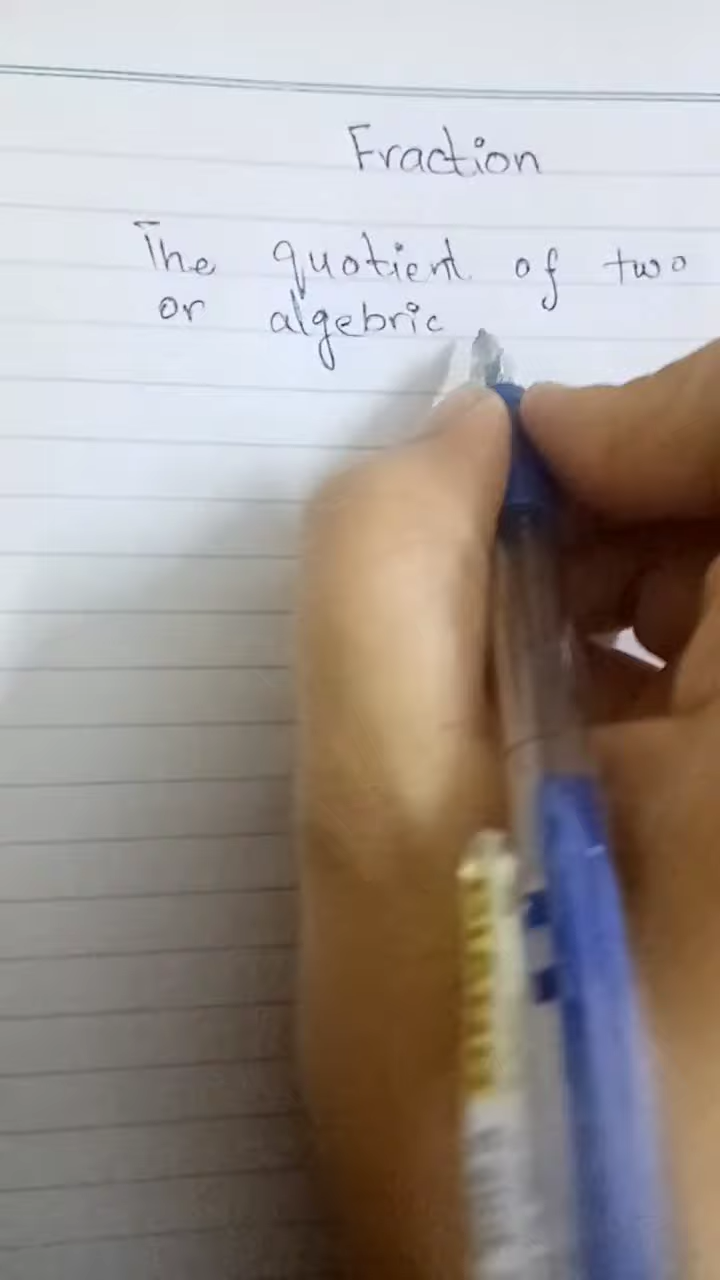 Fraction
The quotient of two
or algebric